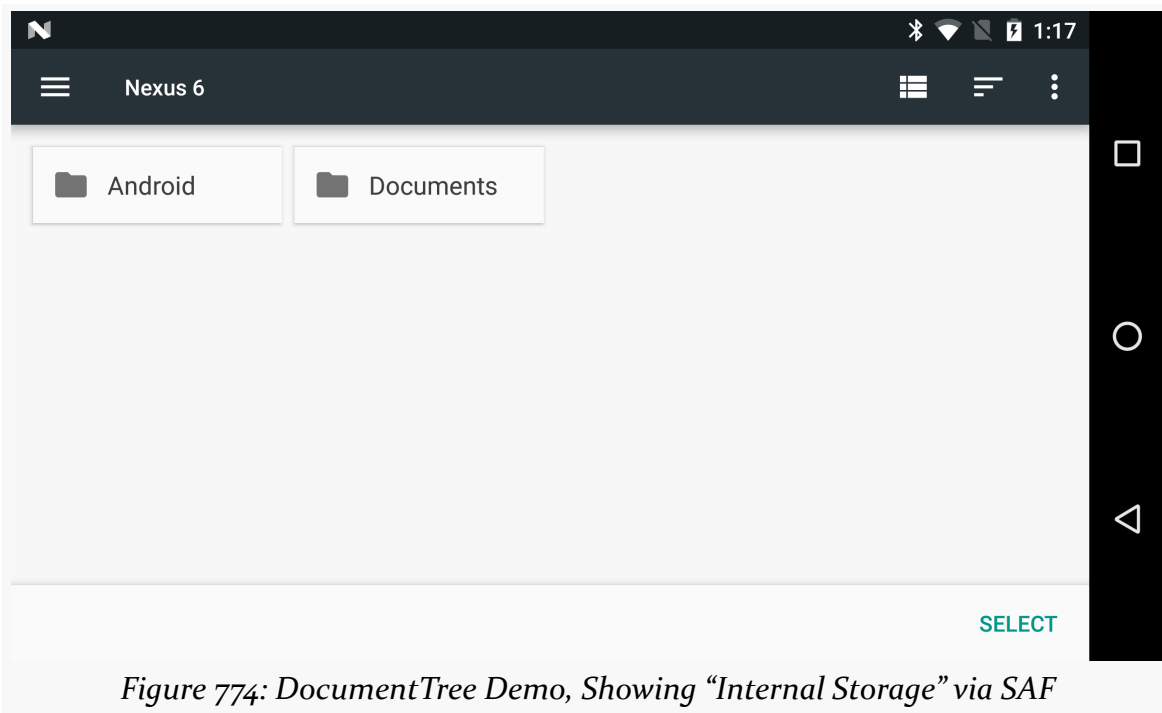 1:17
Nexus 6
Android Documents
SELECT
Figure 774: DocumentTree Demo, Showing “Internal Storage” via SAF